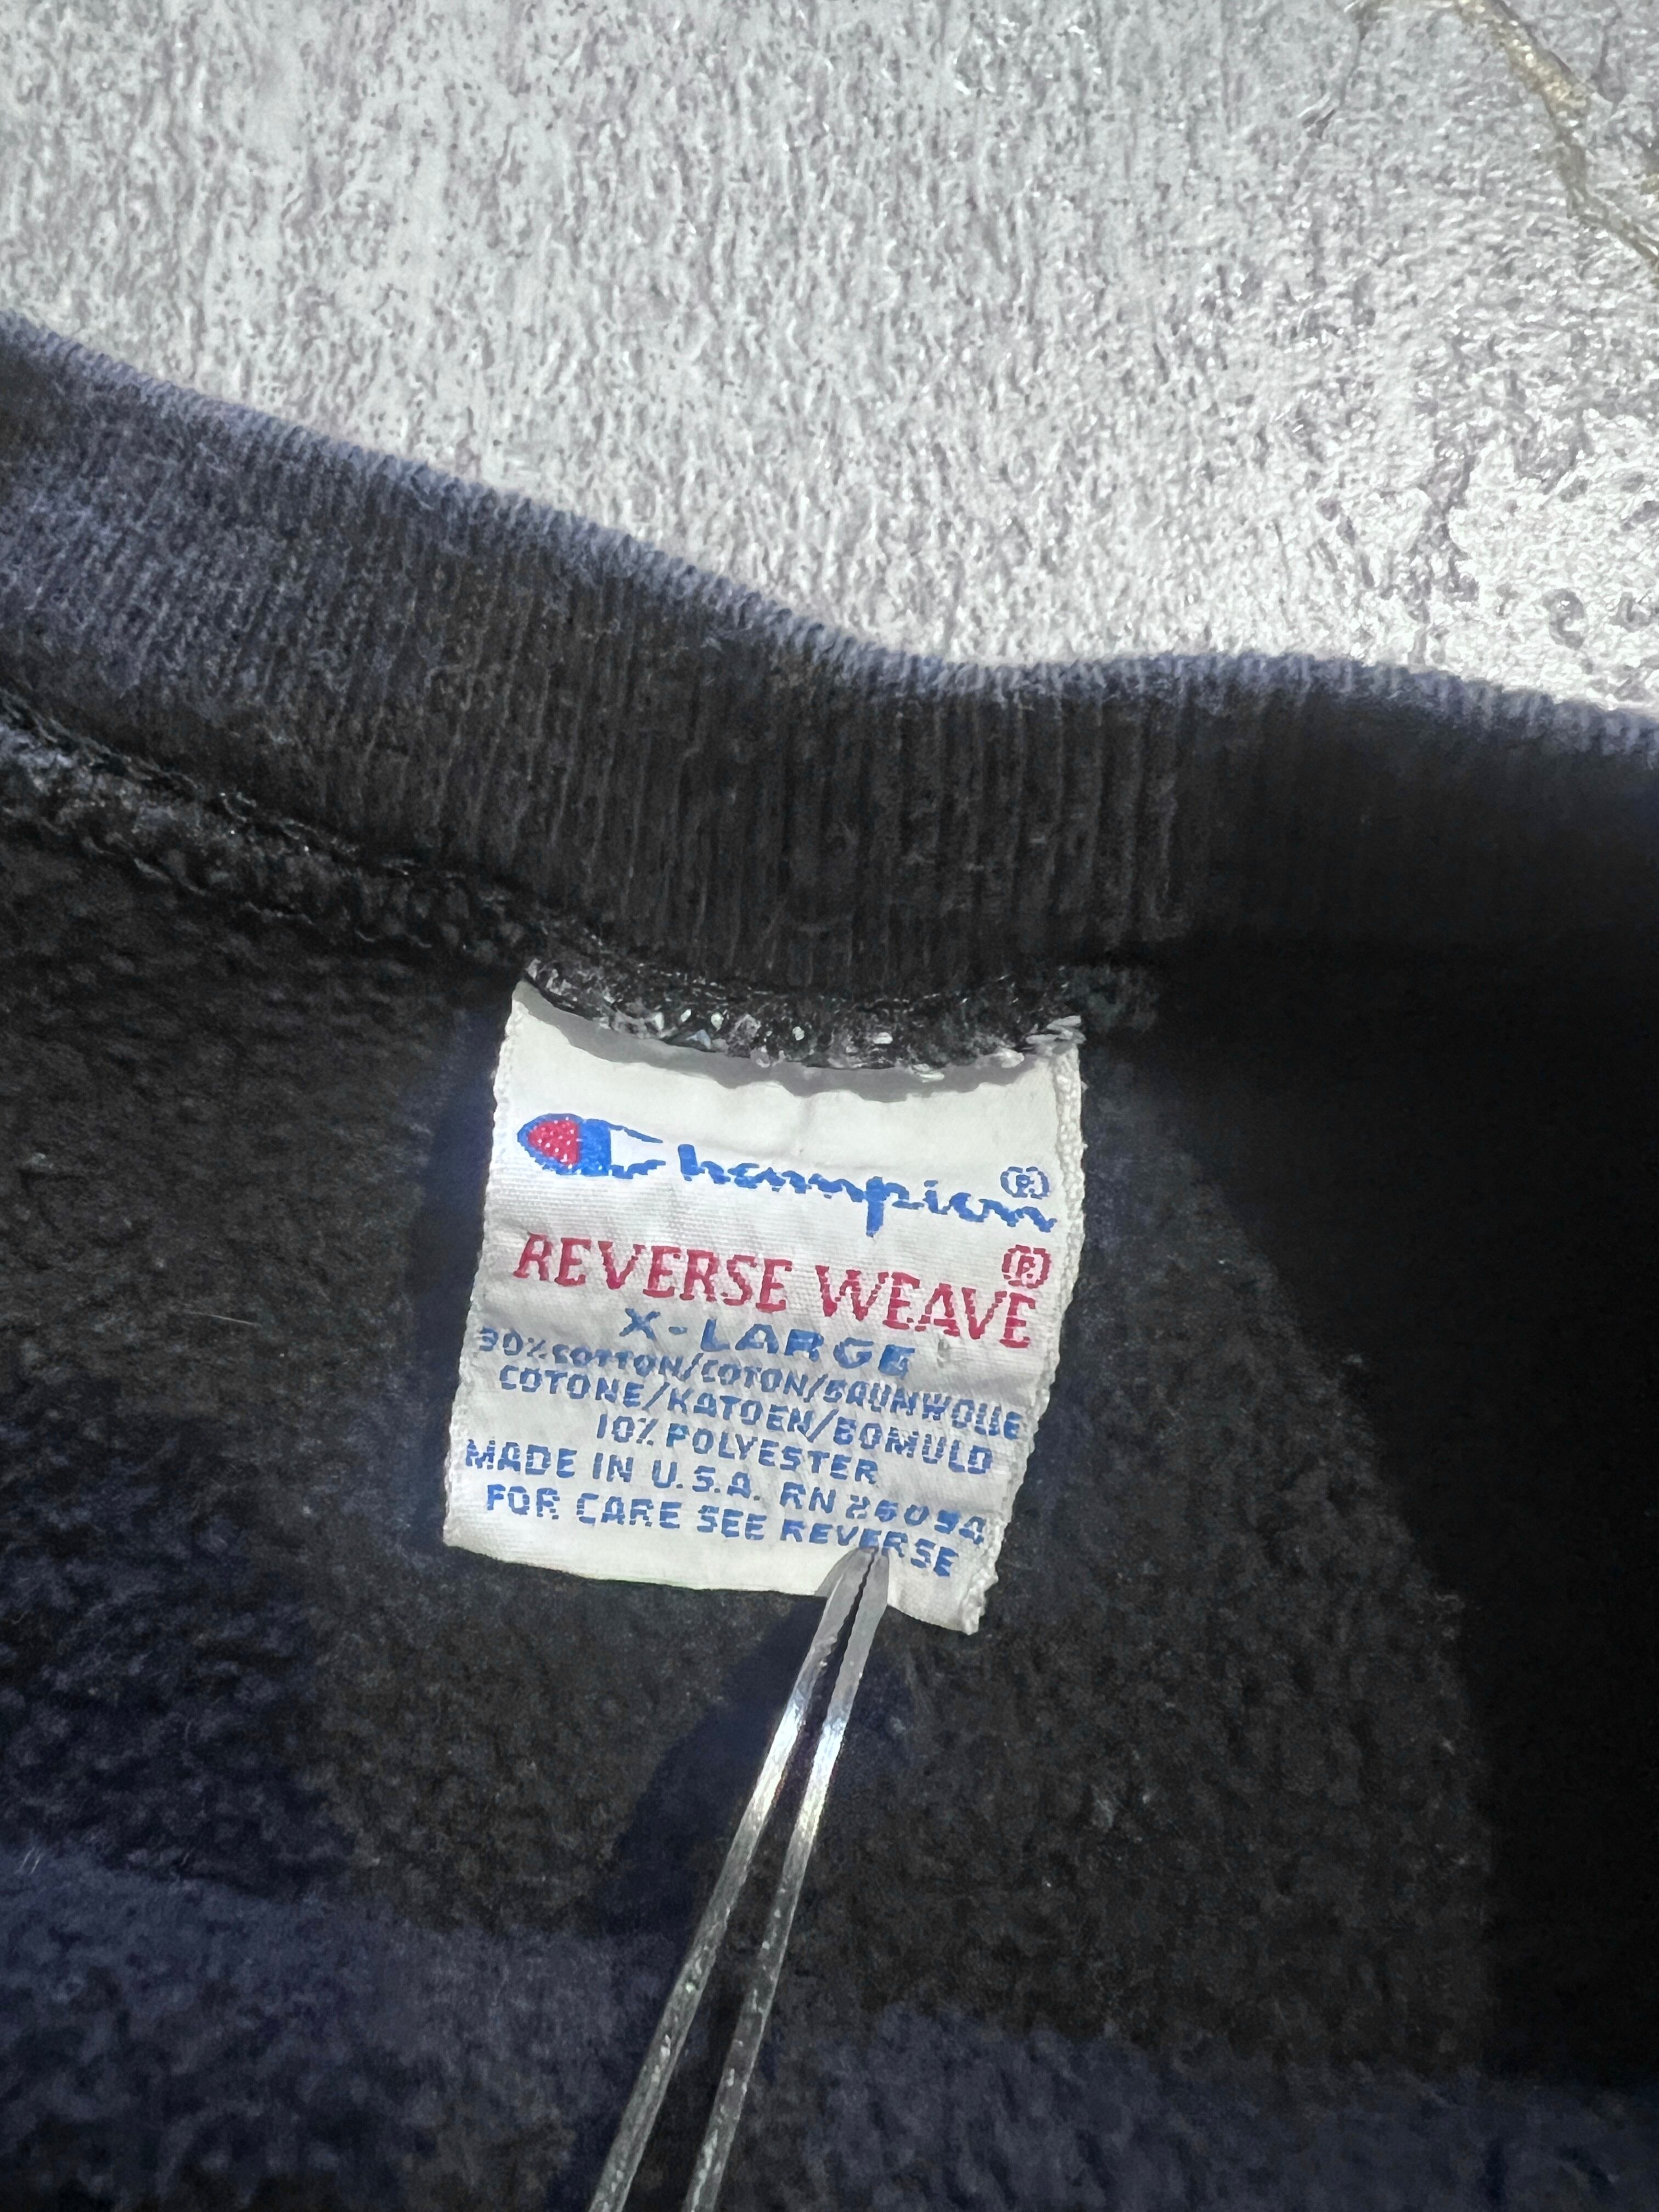 Champion®
REVERSE WEAVE®
X-LARGE
90% COTTON/COTON/BAUNWOLLE
COTONE/KATOEN/BOMULD
10% POLYESTER
MADE IN U.S.A. RN 26094
FOR CARE SEE REVERSE